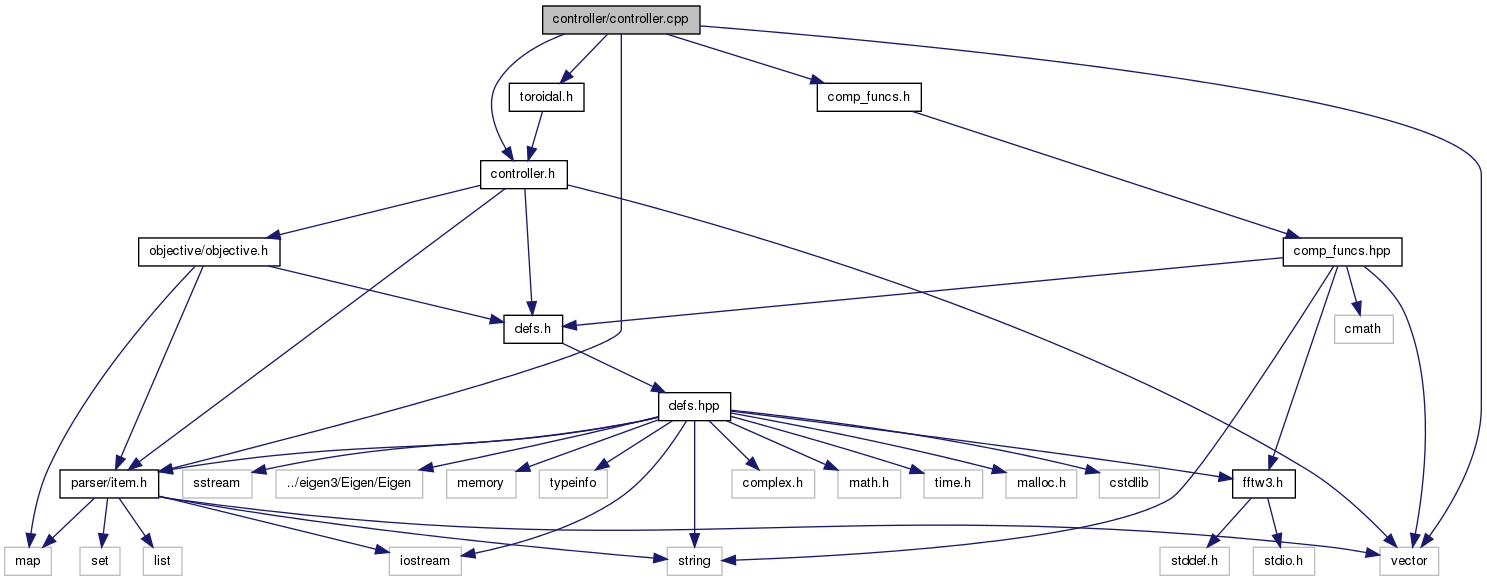 controller/controller.cpp
toroidal.h
comp_funcs.h
controller.h
objective/objective.h
comp_funcs.hpp
defs.h
cmath
defs.hpp
parser/item.h
sstream
../eigen3/Eigen/Eigen
memory
typeinfo
complex.h
math.h
time.h
malloc.h
cstdlib
fftw3.h
map
set
list
iostream
string
stddef.h
stdio.h
vector